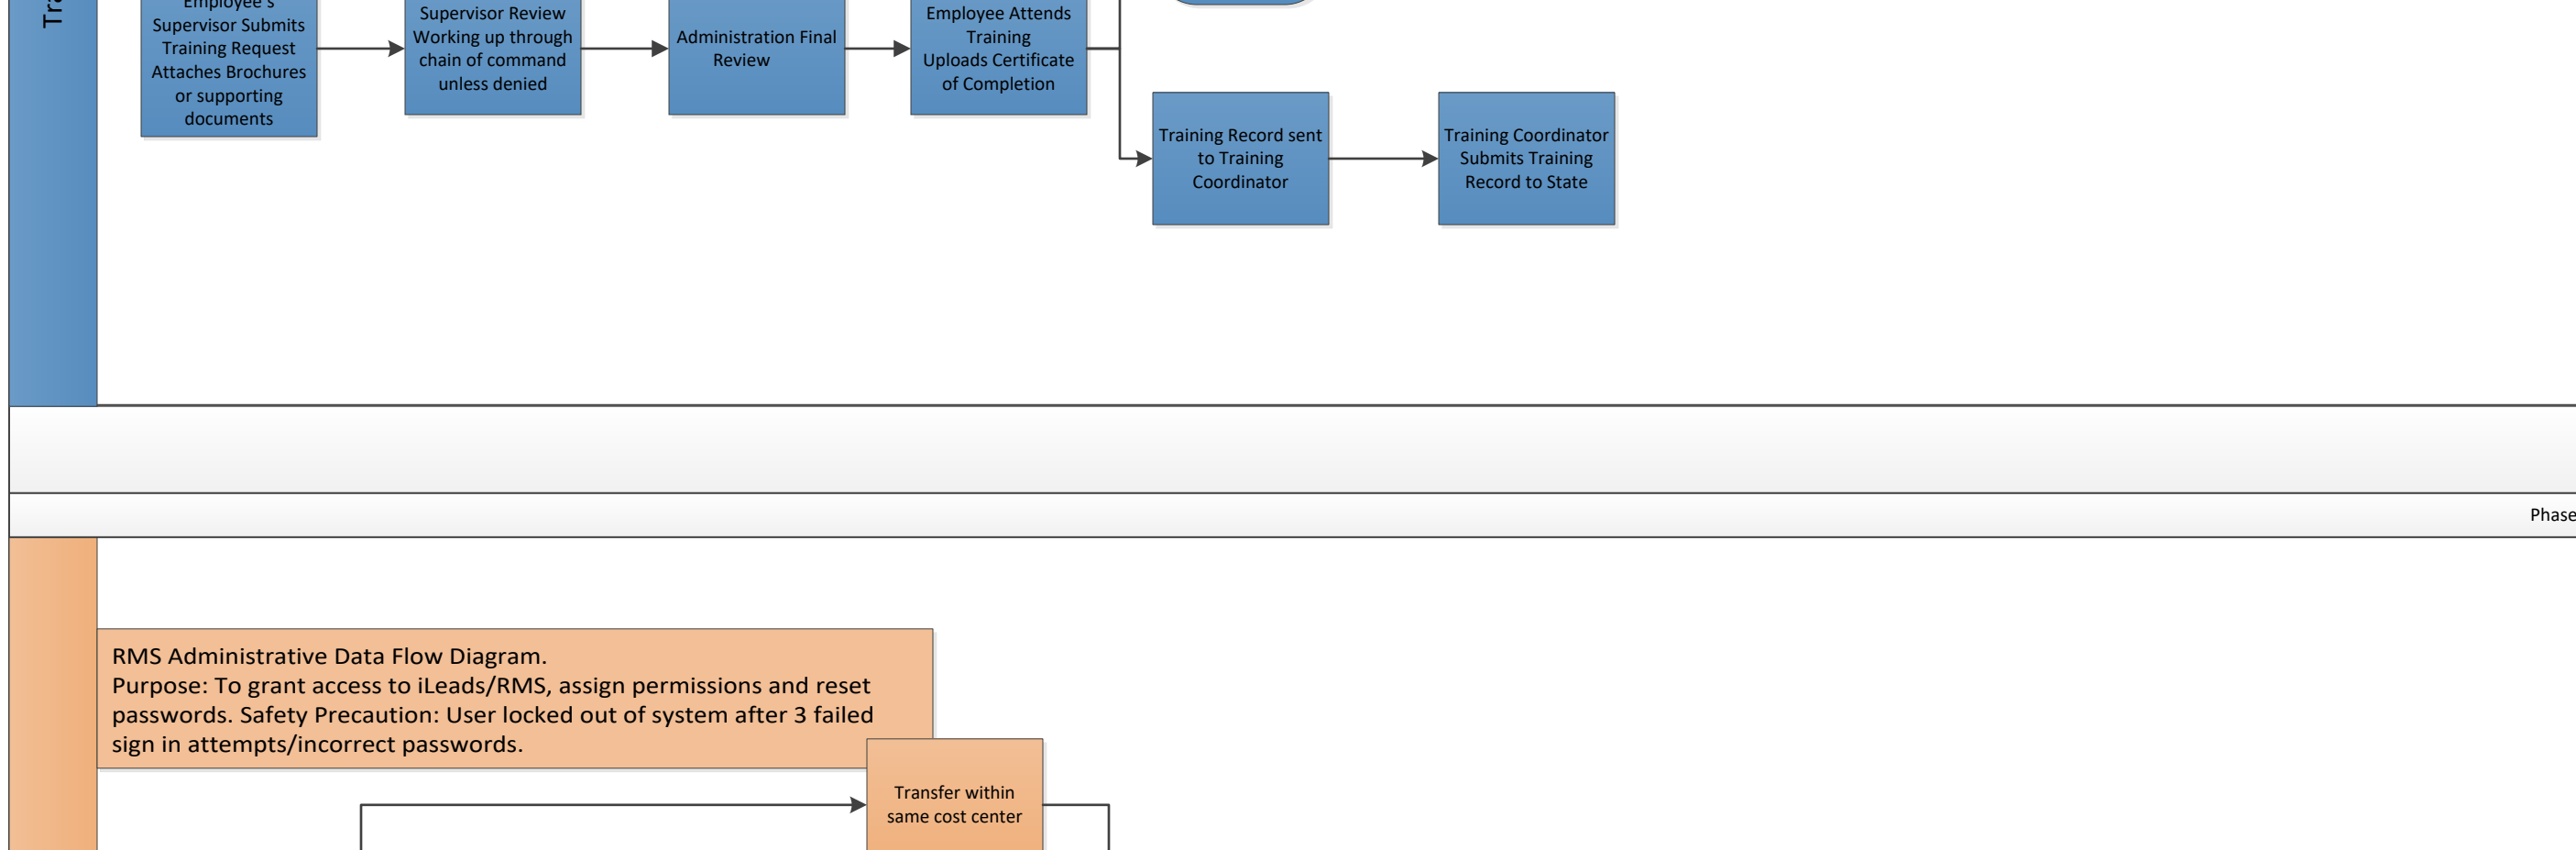 Tra
Employee's
Supervisor Submits
Training Request
Attaches Brochures
or supporting
documents
Supervisor Review
Working up through
chain of command
unless denied
Administration Final
Review
Employee Attends
Training
Uploads Certificate
of Completion
Training Record sent
to Training
Coordinator
Training Coordinator
Submits Training
Record to State
Phase
RMS Administrative Data Flow Diagram.
Purpose: To grant access to iLeads/RMS, assign permissions and reset
passwords. Safety Precaution: User locked out of system after 3 failed
sign in attempts/incorrect passwords.
Transfer within
same cost center